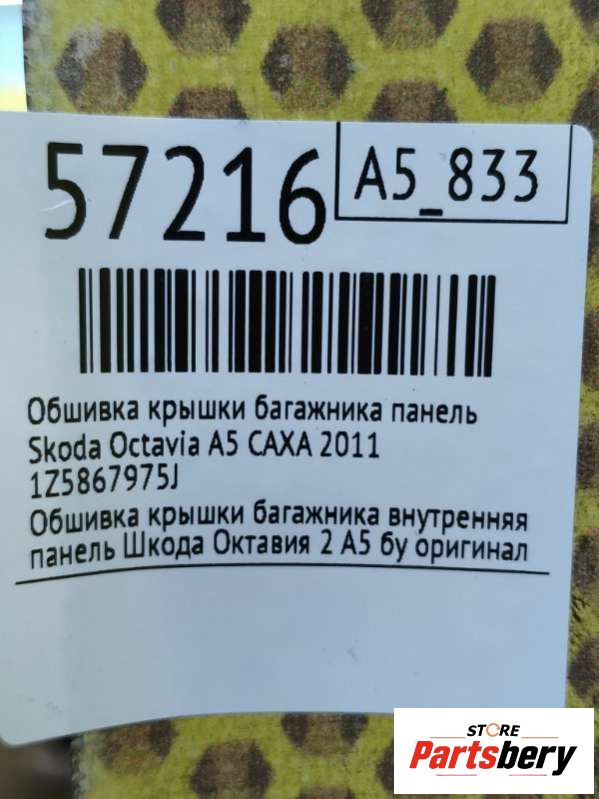 57216
A5_833
Обшивка крышки багажника панель
Skoda Octavia A5 CAXA 2011
1Z5867975J
Обшивка крышки багажника внутренняя
панель Шкода Октавия 2 А5 бу оригинал
STORE
Partsbery